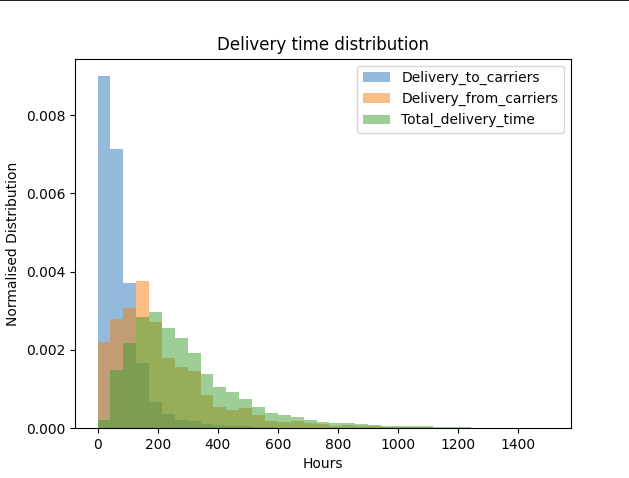 Delivery time distribution
Delivery_to_carriers
Delivery_from_carriers
Total_delivery_time
Normalised Distribution
0.008
0.006
0.004
0.002
0.000
0 200 400 600 800 1000 1200 1400
Hours